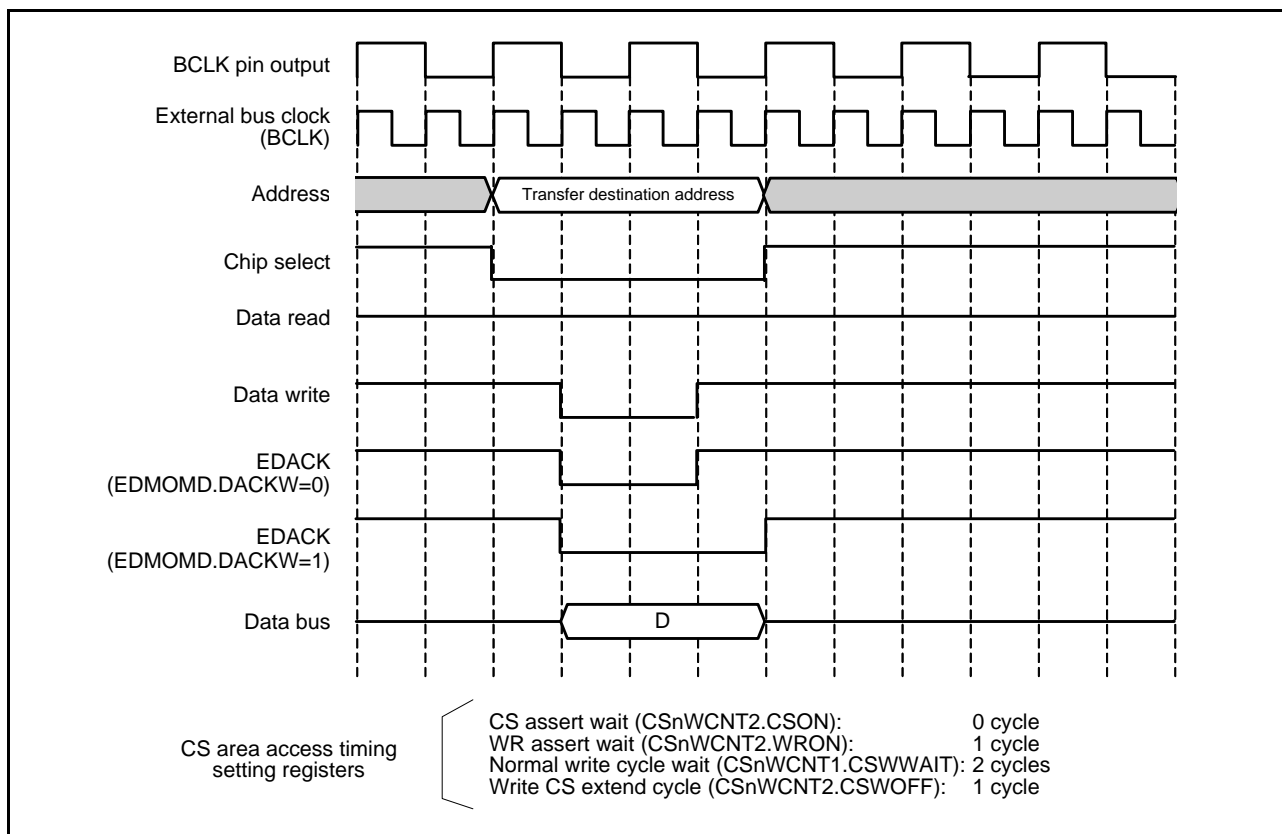 BCLK pin output
External bus clock
(BCLK)
Address
Transfer destination address
Chip select
Data read
Data write
EDACK
(EDMOMD.DACKW=0)
EDACK
(EDMOMD.DACKW=1)
Data bus
D
CS area access timing
setting registers
CS assert wait (CSnWCNT2.CSON): 0 cycle
WR assert wait (CSnWCNT2.WRON): 1 cycle
Normal write cycle wait (CSnWCNT1.CSWWAIT): 2 cycles
Write CS extend cycle (CSnWCNT2.CSWOFF): 1 cycle